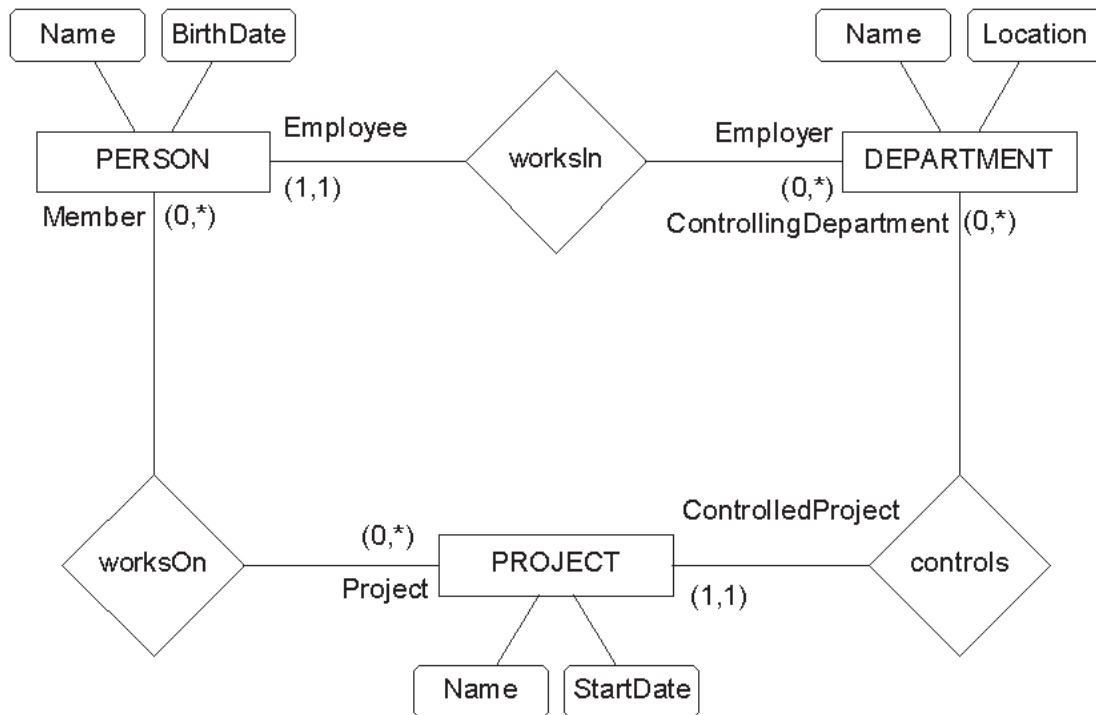 Name
BirthDate
Name
Location
Employee
Employer
PERSON
worksIn
DEPARTMENT
(1,1)
(0,*)
Member
(0,*)
ControllingDepartment
(0,*)
ControlledProject
(0,*)
worksOn
PROJECT
controls
Project
(1,1)
Name
StartDate